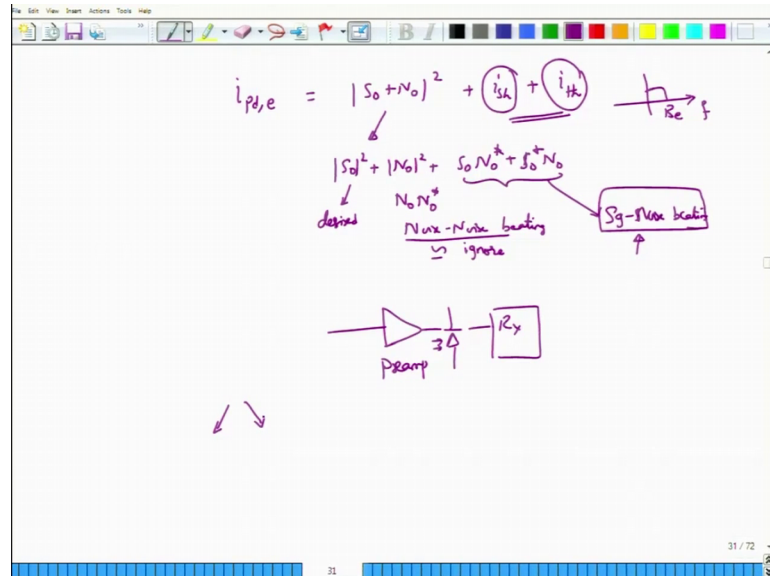 File Edit View Insert Actions Tools Help
B I
i_{pd,e} = |S_0 + N_0|^2 + i_{sh} + i_{th}
Be f
|S_0|^2 + |N_0|^2 + S_0 N_0^* + S_0^* N_0
N_0 N_0^*
desired
Noise-Noise beating
Sg-Noise beating
ignore
Rx
Preamp
31 / 72
31